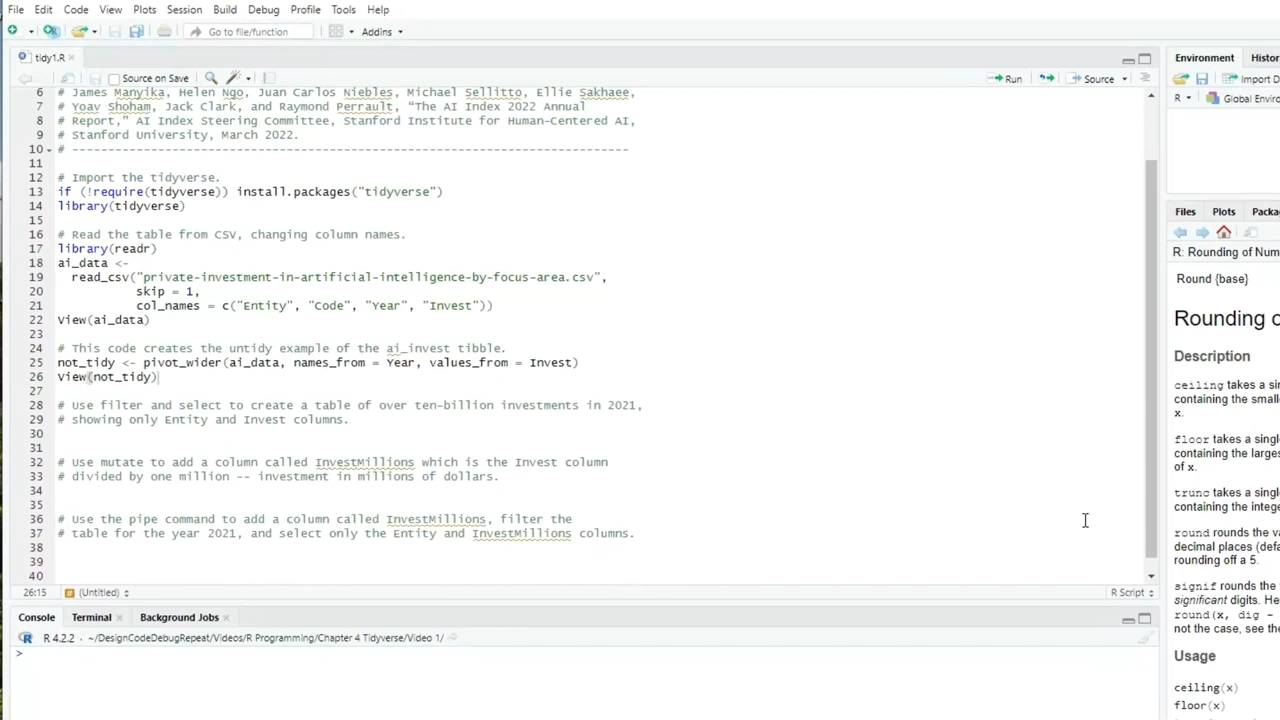 File Edit Code View Plots Session Build Debug Profile Tools Help
Go to file/function Addins
tidy1.R
Source on Save Run Source
6 # James Manyika, Helen Ngo, Juan Carlos Niebles, Michael Sellitto, Ellie Sakhaee,
7 # Yoav Shoham, Jack Clark, and Raymond Perrault, “The AI Index 2022 Annual
8 # Report,” AI Index Steering Committee, Stanford Institute for Human-Centered AI,
9 # Stanford University, March 2022.
10 # ------------------------------------------------------------------------------
11
12 # Import the tidyverse.
13 if (!require(tidyverse)) install.packages("tidyverse")
14 library(tidyverse)
15
16 # Read the table from CSV, changing column names.
17 library(readr)
18 ai_data <-
19 read_csv("private-investment-in-artificial-intelligence-by-focus-area.csv",
20 skip = 1,
21 col_names = c("Entity", "Code", "Year", "Invest"))
22 View(ai_data)
23
24 # This code creates the untidy example of the ai_invest tibble.
25 not_tidy <- pivot_wider(ai_data, names_from = Year, values_from = Invest)
26 View(not_tidy)
27
28 # Use filter and select to create a table of over ten-billion investments in 2021,
29 # showing only Entity and Invest columns.
30
31
32 # Use mutate to add a column called InvestMillions which is the Invest column
33 # divided by one million -- investment in millions of dollars.
34
35
36 # Use the pipe command to add a column called InvestMillions, filter the
37 # table for the year 2021, and select only the Entity and InvestMillions columns.
38
39
40
26:15 (Untitled) R Script
Console Terminal Background Jobs
R 4.2.2 · ~/DesignCodeDebugRepeat/Videos/R Programming/Chapter 4 Tidyverse/Video 1/
>
Environment Histor
Import D
R Global Enviro
Files Plots Packa
R: Rounding of Num
Round {base}
Rounding o
Description
ceiling takes a si
containing the smalle
x.
floor takes a singl
containing the larges
of x.
trunc takes a singl
containing the intege
round rounds the va
decimal places (defa
rounding off a 5.
signif rounds the
significant digits. He
round(x, dig -
not the case, see the
Usage
ceiling(x)
floor(x)